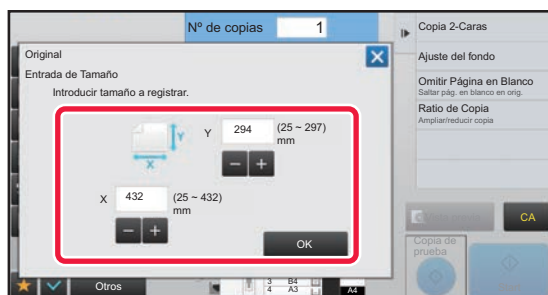 Nº de copias 1
Original
Entrada de Tamaño
Introducir tamaño a registrar.
Y 294 (25 ~ 297)
mm
X 432 (25 ~ 432)
mm
OK
Copia 2-Caras
Ajuste del fondo
Omitir Página en Blanco
Saltar pág. en blanco en orig.
Ratio de Copia
Ampliar/reducir copia
CA
Copia de
prueba
Otros
3 B4
4 A3
A4